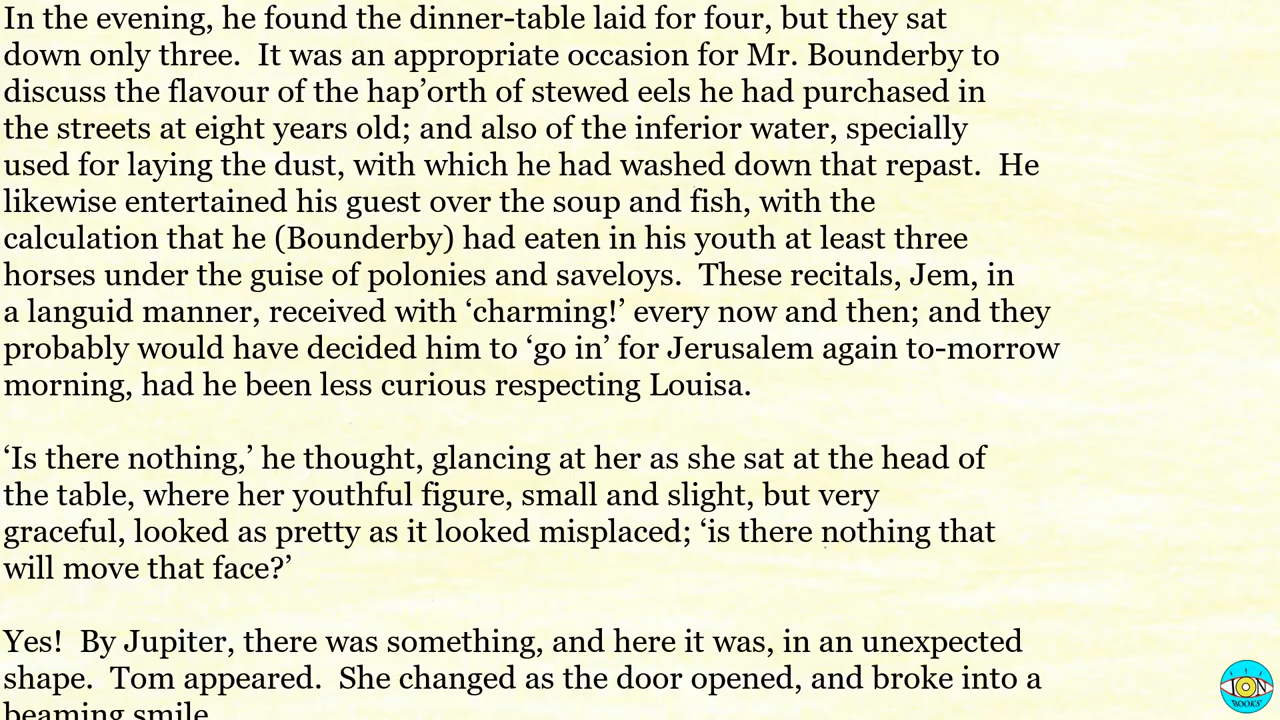 In the evening, he found the dinner-table laid for four, but they sat
down only three.  It was an appropriate occasion for Mr. Bounderby to
discuss the flavour of the hap’orth of stewed eels he had purchased in
the streets at eight years old; and also of the inferior water, specially
used for laying the dust, with which he had washed down that repast.  He
likewise entertained his guest over the soup and fish, with the
calculation that he (Bounderby) had eaten in his youth at least three
horses under the guise of polonies and saveloys.  These recitals, Jem, in
a languid manner, received with ‘charming!’ every now and then; and they
probably would have decided him to ‘go in’ for Jerusalem again to-morrow
morning, had he been less curious respecting Louisa.
‘Is there nothing,’ he thought, glancing at her as she sat at the head of
the table, where her youthful figure, small and slight, but very
graceful, looked as pretty as it looked misplaced; ‘is there nothing that
will move that face?’
Yes!  By Jupiter, there was something, and here it was, in an unexpected
shape.  Tom appeared.  She changed as the door opened, and broke into a
beaming smile.
ION
BOOKS